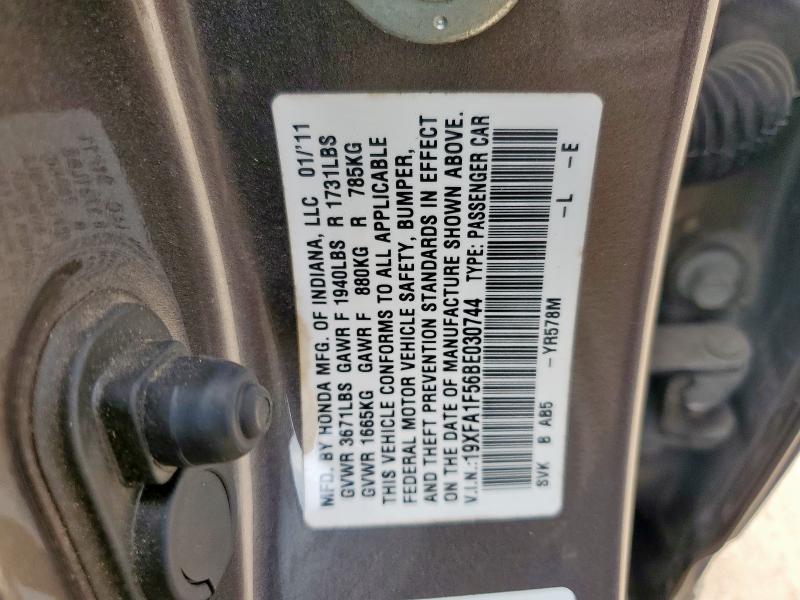 MFD. BY HONDA MFG. OF INDIANA, LLC 01/'11
GVWR 3671LBS GAWR F 1940LBS R 1731LBS
GVWR 1665KG GAWR F 880KG R 785KG
THIS VEHICLE CONFORMS TO ALL APPLICABLE
FEDERAL MOTOR VEHICLE SAFETY, BUMPER,
AND THEFT PREVENTION STANDARDS IN EFFECT
ON THE DATE OF MANUFACTURE SHOWN ABOVE.
V.I.N.:19XFA1F56BE030744 TYPE: PASSENGER CAR
SVK B AB5 -YR578M -L -E